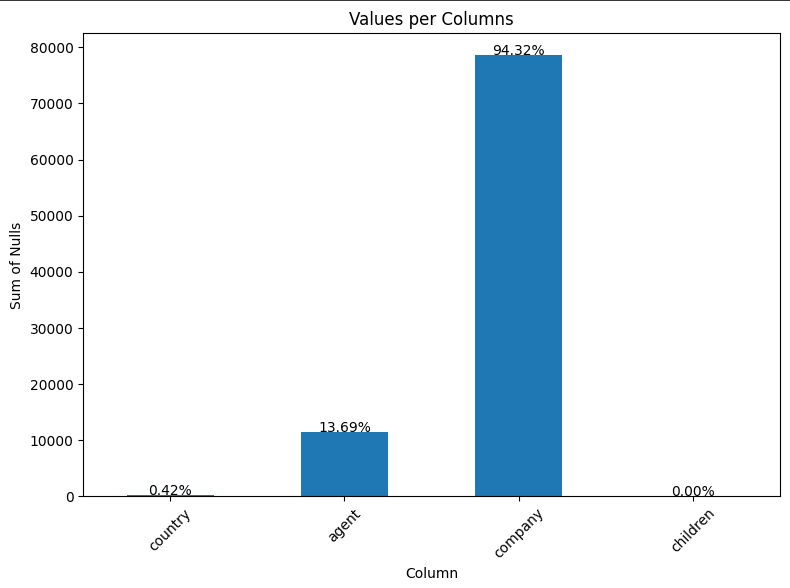 Values per Columns
80000
70000
60000
50000
40000
30000
20000
10000
0
Sum of Nulls
0.42%
13.69%
94.32%
0.00%
country
agent
company
children
Column